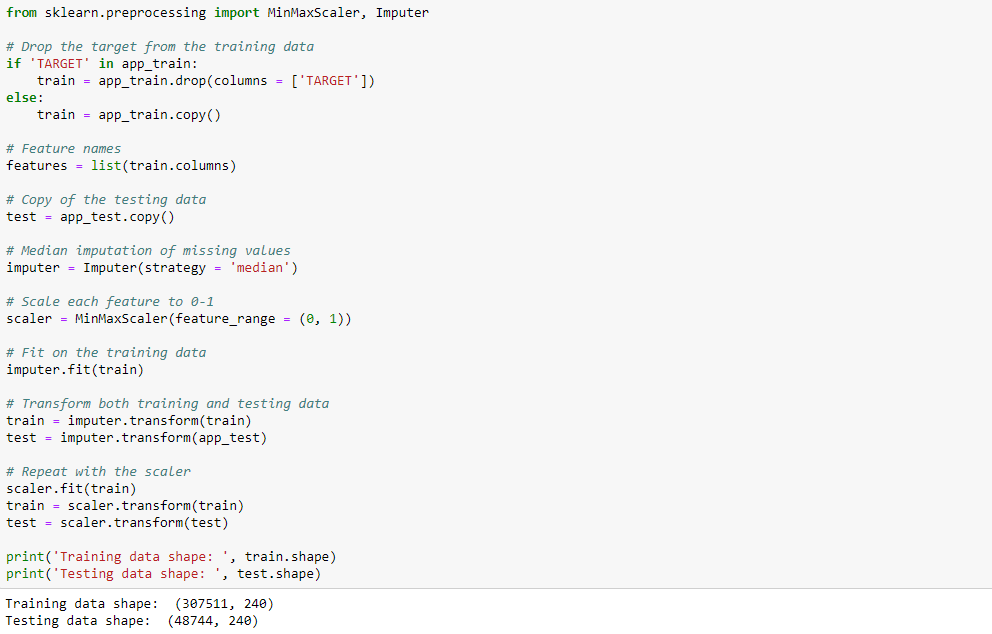 from sklearn.preprocessing import MinMaxScaler, Imputer
# Drop the target from the training data
if 'TARGET' in app_train:
    train = app_train.drop(columns = ['TARGET'])
else:
    train = app_train.copy()
# Feature names
features = list(train.columns)
# Copy of the testing data
test = app_test.copy()
# Median imputation of missing values
imputer = Imputer(strategy = 'median')
# Scale each feature to 0-1
scaler = MinMaxScaler(feature_range = (0, 1))
# Fit on the training data
imputer.fit(train)
# Transform both training and testing data
train = imputer.transform(train)
test = imputer.transform(app_test)
# Repeat with the scaler
scaler.fit(train)
train = scaler.transform(train)
test = scaler.transform(test)
print('Training data shape: ', train.shape)
print('Testing data shape: ', test.shape)
Training data shape:  (307511, 240)
Testing data shape:  (48744, 240)